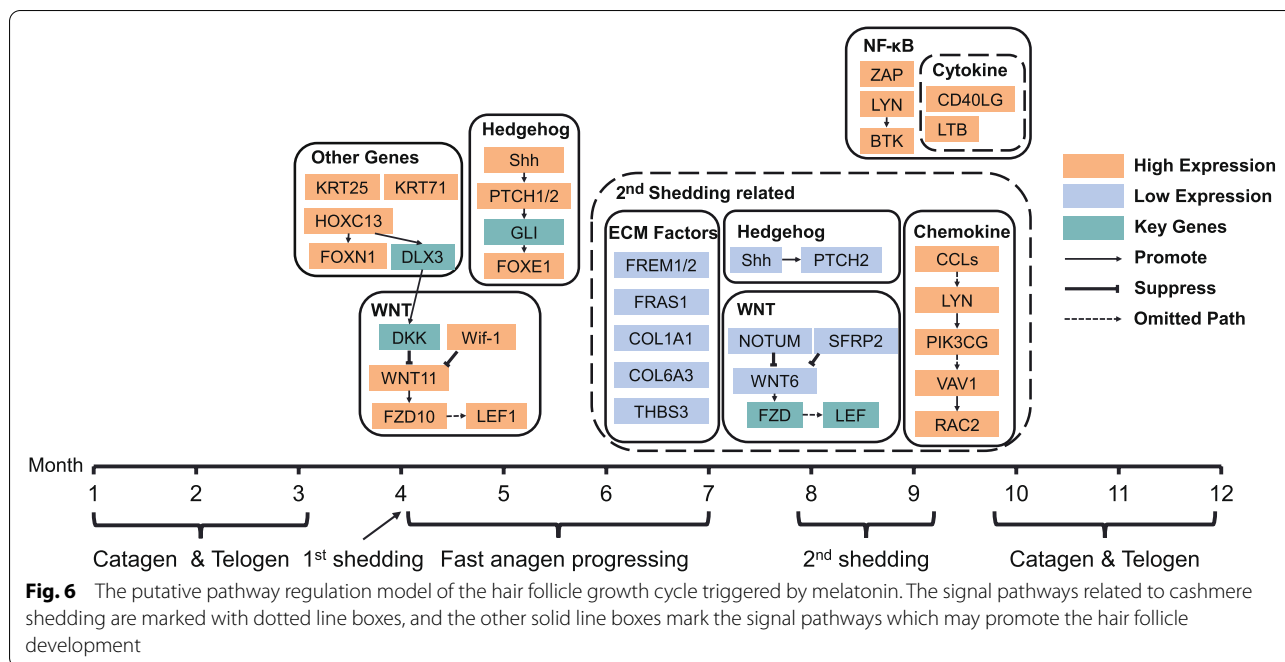 NF-κB
ZAP
LYN
BTK
Cytokine
CD40LG
LTB
Hedgehog
Shh
PTCH1/2
GLI
FOXE1
Other Genes
KRT25 KRT71
HOXC13
FOXN1 DLX3
WNT
DKK Wif-1
WNT11
FZD10 LEF1
2nd Shedding related
ECM Factors
FREM1/2
FRAS1
COL1A1
COL6A3
THBS3
Hedgehog
Shh PTCH2
WNT
NOTUM SFRP2
WNT6
FZD LEF
Chemokine
CCLs
LYN
PIK3CG
VAV1
RAC2
High Expression
Low Expression
Key Genes
Promote
Suppress
Omitted Path
Month
1 2 3 4 5 6 7 8 9 10 11 12
Catagen & Telogen 1st shedding Fast anagen progressing 2nd shedding Catagen & Telogen
Fig. 6 The putative pathway regulation model of the hair follicle growth cycle triggered by melatonin. The signal pathways related to cashmere
shedding are marked with dotted line boxes, and the other solid line boxes mark the signal pathways which may promote the hair follicle
development